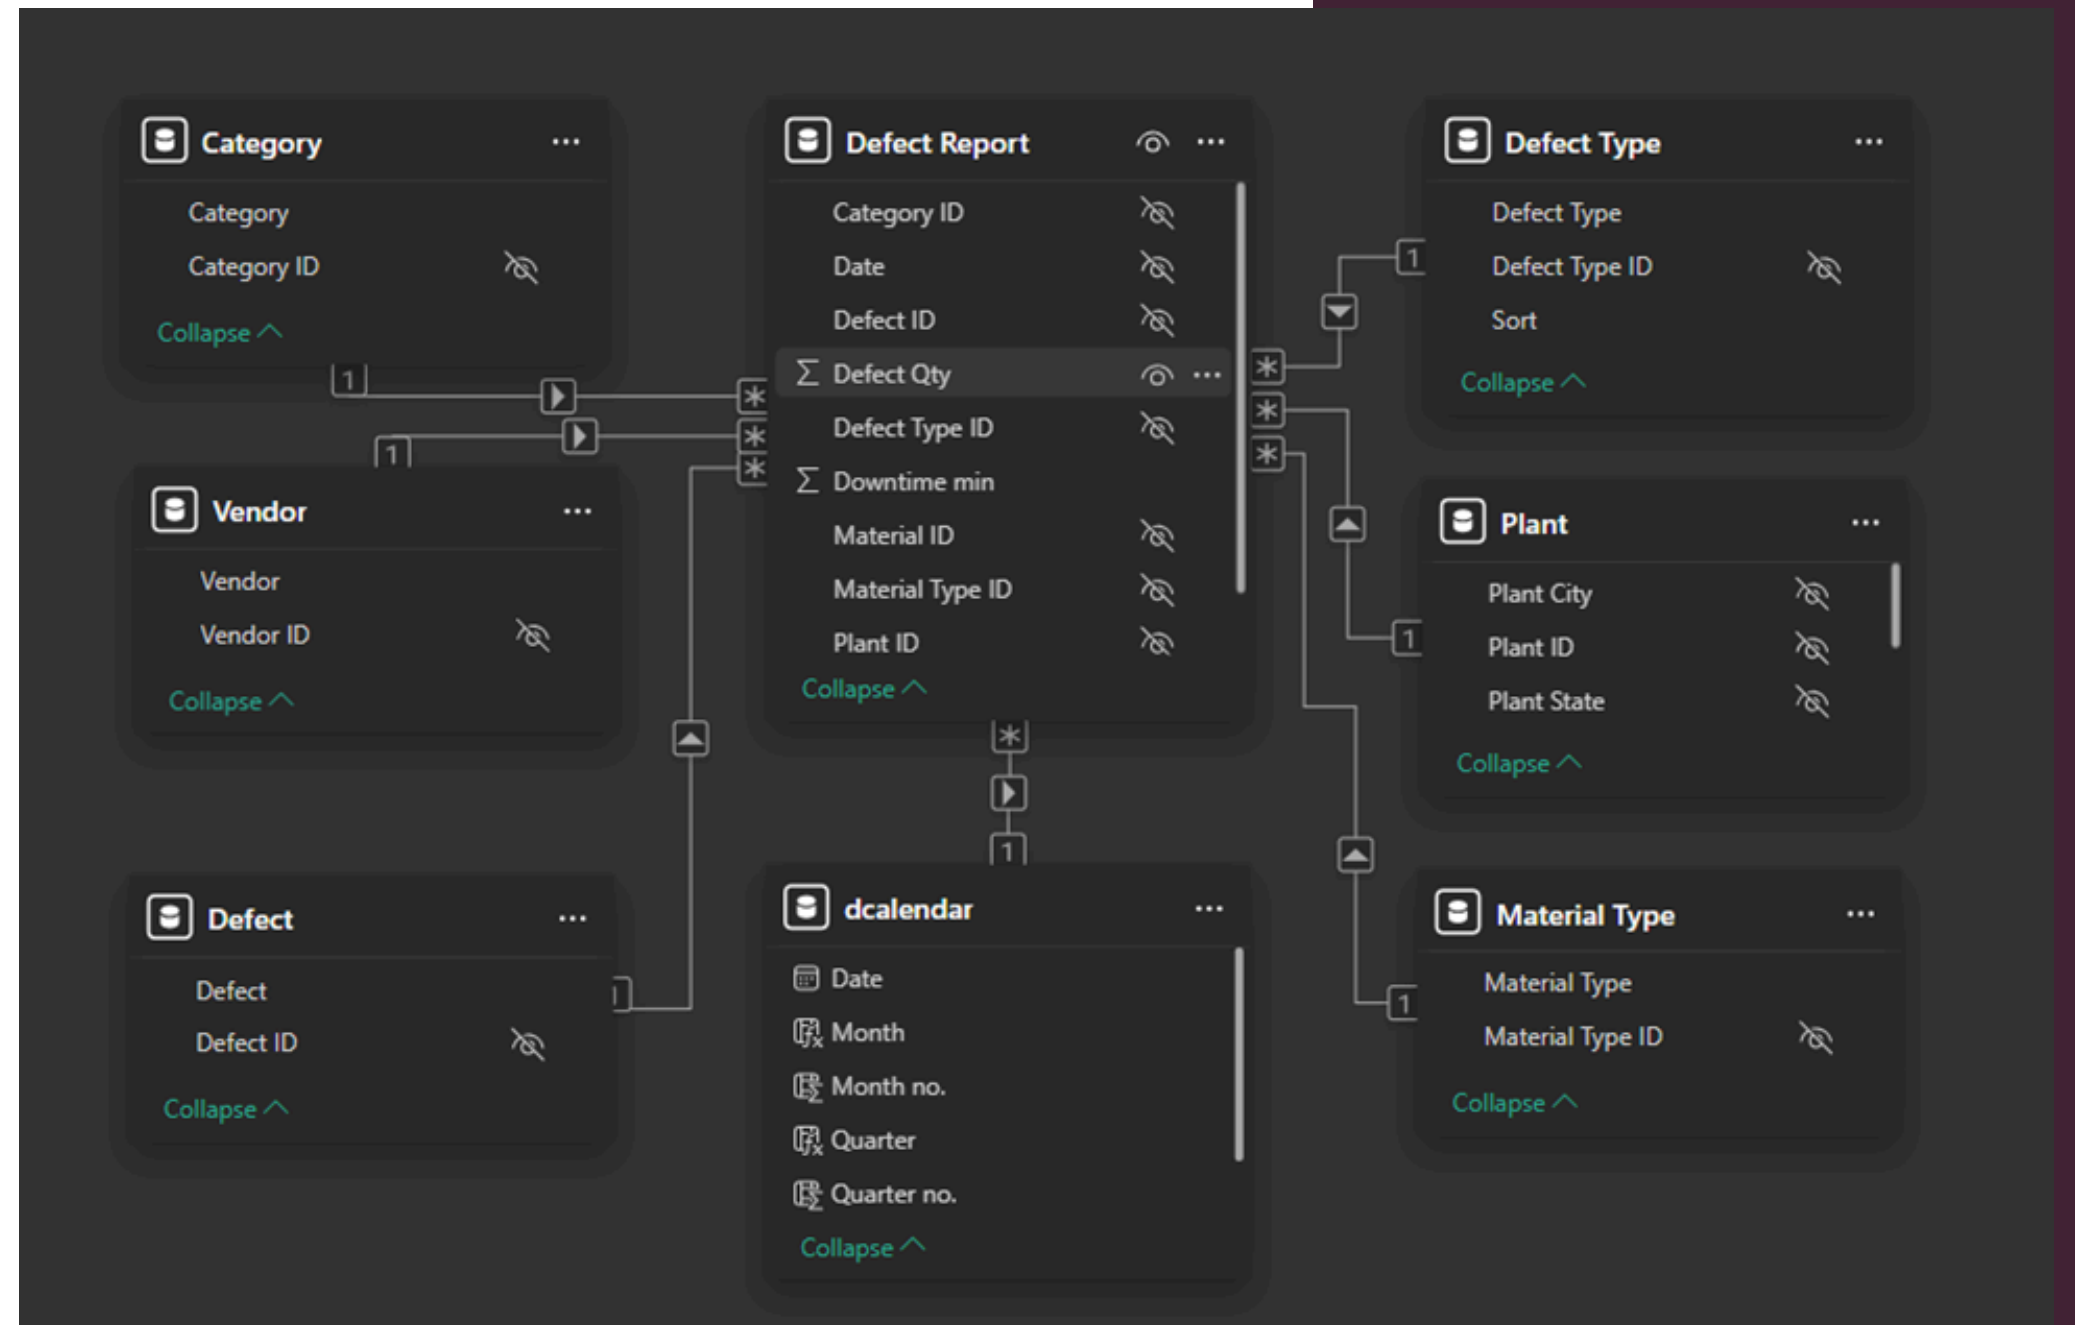 Category
Category
Category ID
Collapse
1
*
Vendor
Vendor
Vendor ID
Collapse
1
*
Defect
Defect
Defect ID
Collapse
1
*
Defect Report
Category ID
Date
Defect ID
Σ Defect Qty
Defect Type ID
Σ Downtime min
Material ID
Material Type ID
Plant ID
Collapse
*
1
dcalendar
Date
Month
Month no.
Quarter
Quarter no.
Collapse
Defect Type
Defect Type
Defect Type ID
Sort
Collapse
1
*
Plant
Plant City
Plant ID
Plant State
Collapse
1
*
Material Type
Material Type
Material Type ID
Collapse
1
*